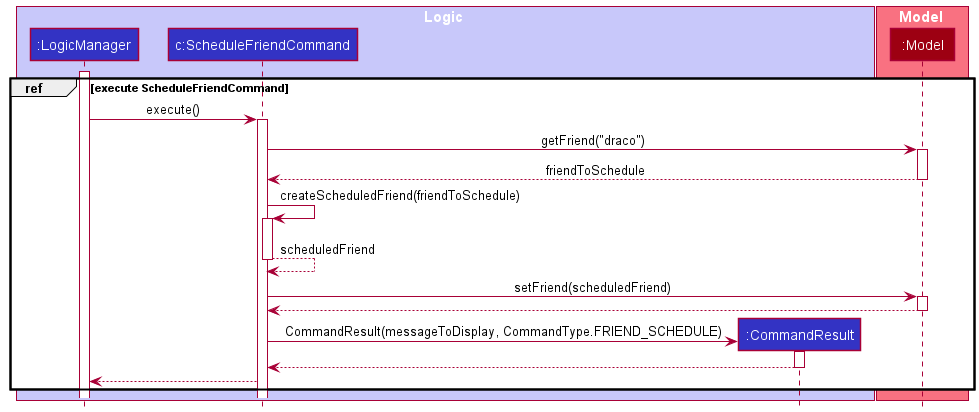 Logic
Model
:LogicManager
c:ScheduleFriendCommand
:Model
ref
[execute ScheduleFriendCommand]
execute()
getFriend("draco")
friendToSchedule
createScheduledFriend(friendToSchedule)
scheduledFriend
setFriend(scheduledFriend)
CommandResult(messageToDisplay, CommandType.FRIEND_SCHEDULE)
:CommandResult